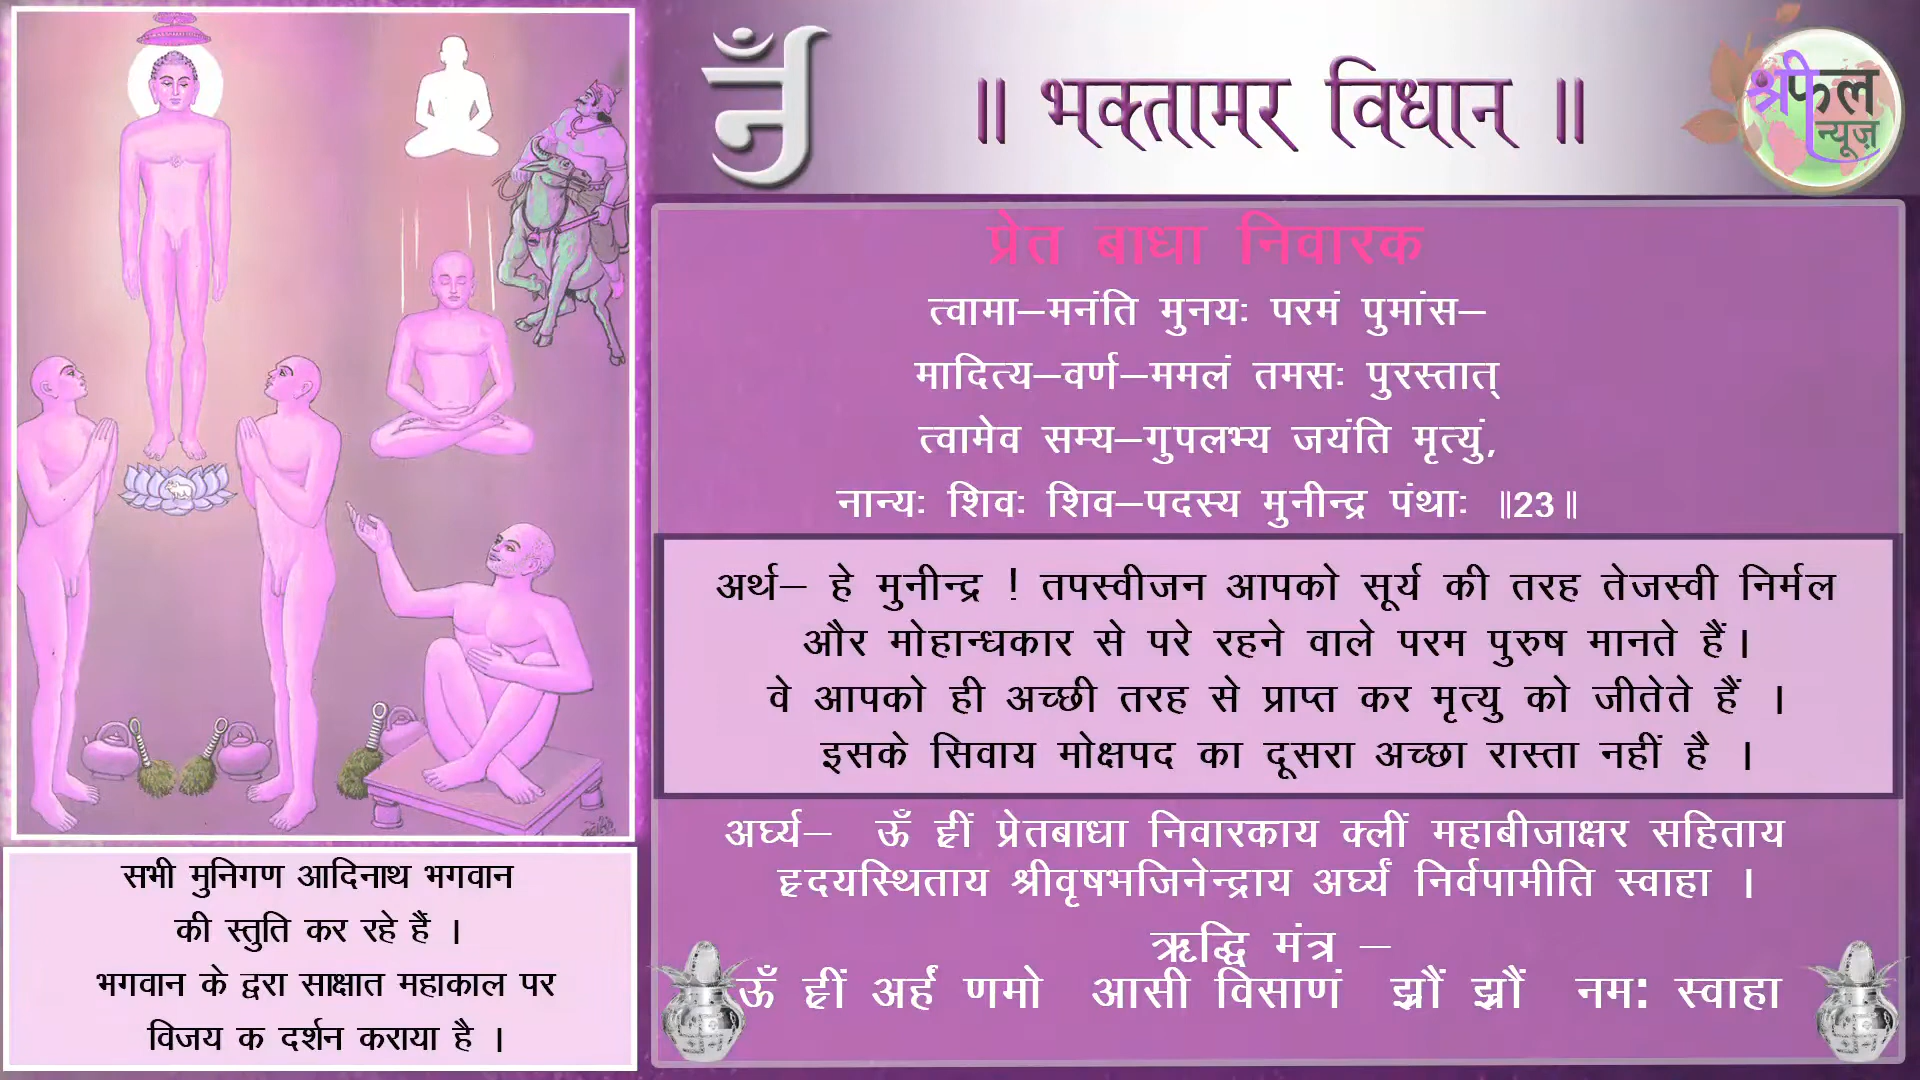 ॥ भक्तामर विधान ॥
श्रीफल
न्यूज़
प्रेत बाधा निवारक
त्वामा–मनंति मुनयः परमं पुमांस–
मादित्य–वर्ण–ममलं तमसः पुरस्तात्
त्वामेव सम्य–गुपलभ्य जयंति मृत्युं,
नान्यः शिवः शिव–पदस्य मुनीन्द्र पंथाः ॥23॥
अर्थ– हे मुनीन्द्र ! तपस्वीजन आपको सूर्य की तरह तेजस्वी निर्मल
और मोहान्धकार से परे रहने वाले परम पुरुष मानते हैं।
वे आपको ही अच्छी तरह से प्राप्त कर मृत्यु को जीतेते हैं ।
इसके सिवाय मोक्षपद का दूसरा अच्छा रास्ता नहीं है ।
अर्घ्य– ऊँ ह्रीं प्रेतबाधा निवारकाय क्लीं महाबीजाक्षर सहिताय
हृदयस्थिताय श्रीवृषभजिनेन्द्राय अर्घ्यं निर्वपामीति स्वाहा ।
ऋद्धि मंत्र –
ऊँ ह्रीं अर्हं णमो आसी विसाणं झ्रौं झ्रौं नमः स्वाहा
सभी मुनिगण आदिनाथ भगवान
की स्तुति कर रहे हैं ।
भगवान के द्वरा साक्षात महाकाल पर
विजय क दर्शन कराया है ।